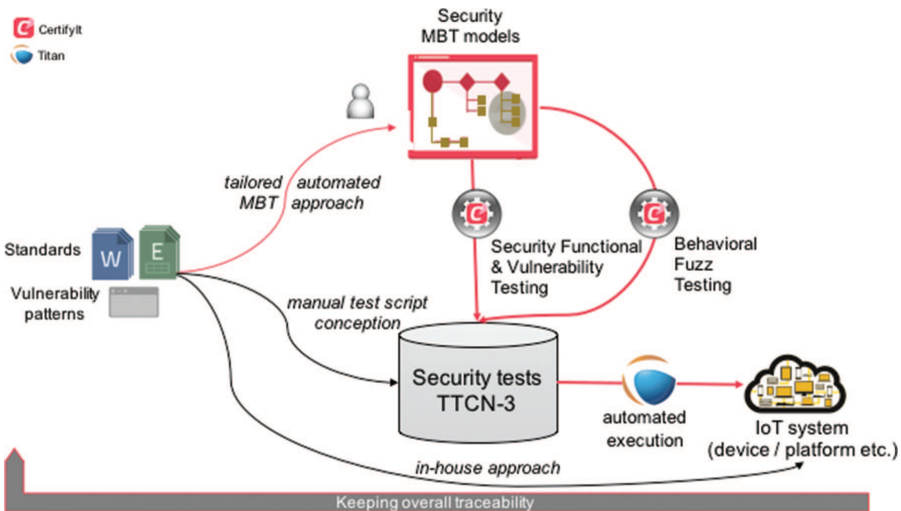 CertifyIt
Titan
Security
MBT models
tailored
MBT
automated
approach
Standards
W
E
Vulnerability
patterns
manual test script
conception
Security Functional
& Vulnerability
Testing
Behavioral
Fuzz
Testing
Security tests
TTCN-3
automated
execution
IoT system
(device / platform etc.)
in-house approach
Keeping overall traceability